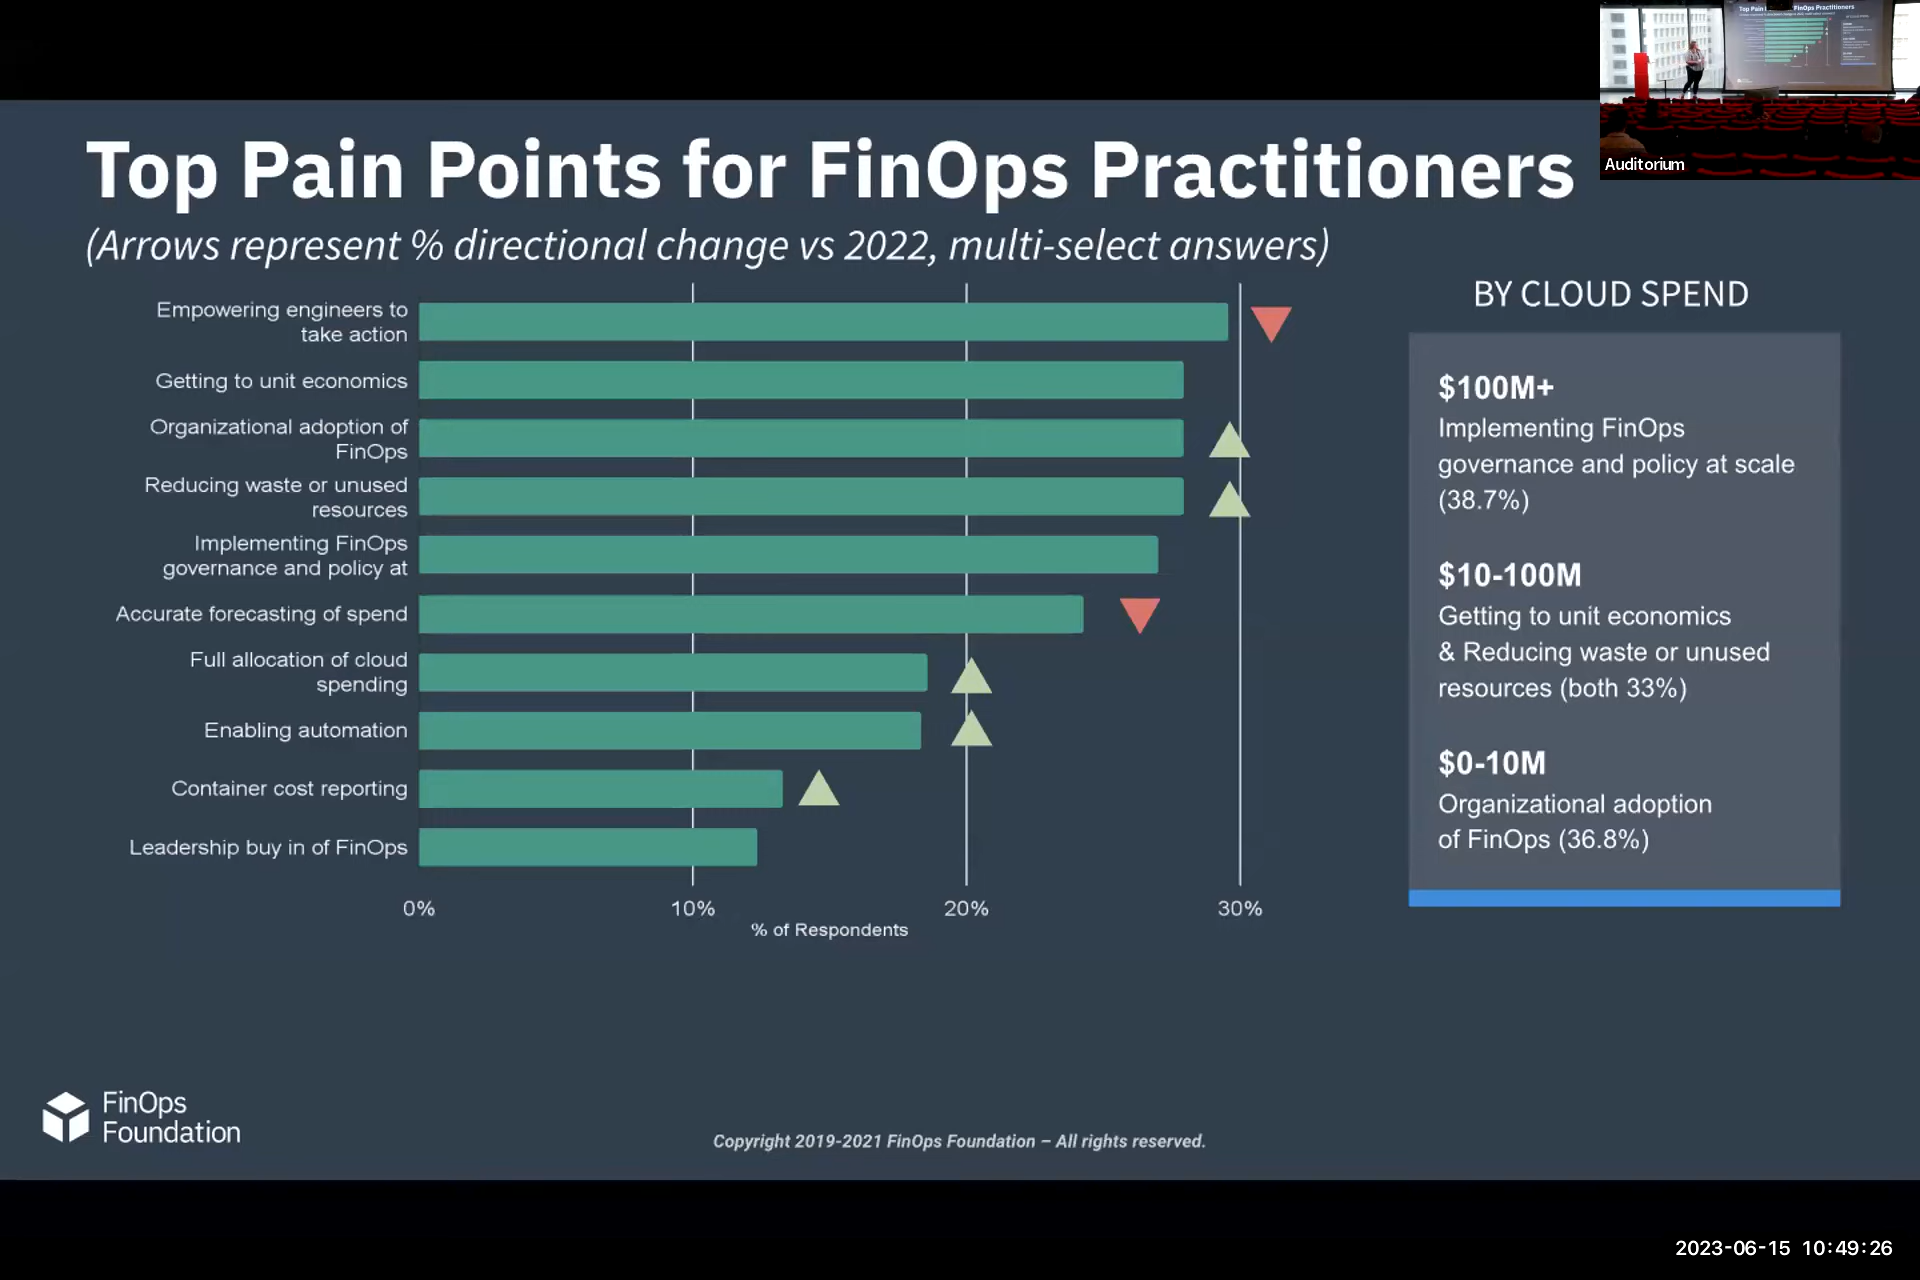 Top Pain Points for FinOps Practitioners
(Arrows represent % directional change vs 2022, multi-select answers)
Empowering engineers to
take action
Getting to unit economics
Organizational adoption of
FinOps
Reducing waste or unused
resources
Implementing FinOps
governance and policy at
Accurate forecasting of spend
Full allocation of cloud
spending
Enabling automation
Container cost reporting
Leadership buy in of FinOps
0%
10%
20%
30%
% of Respondents
BY CLOUD SPEND
$100M+
Implementing FinOps
governance and policy at scale
(38.7%)
$10-100M
Getting to unit economics
& Reducing waste or unused
resources (both 33%)
$0-10M
Organizational adoption
of FinOps (36.8%)
FinOps
Foundation
Copyright 2019-2021 FinOps Foundation – All rights reserved.
Top Pain
FinOps Practitioners
Auditorium
2023-06-15 10:49:26